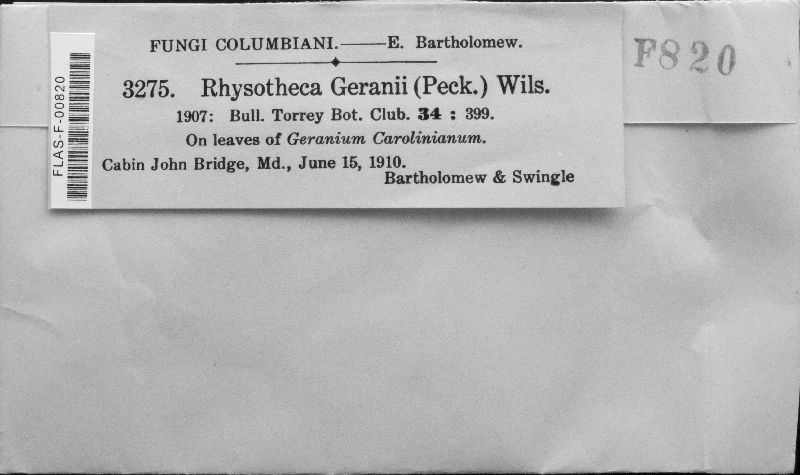 FUNGI COLUMBIANI.——E. Bartholomew.
3275. Rhysotheca Geranii (Peck.) Wils.
1907: Bull. Torrey Bot. Club. 34 : 399.
On leaves of Geranium Carolinianum.
Cabin John Bridge, Md., June 15, 1910.
Bartholomew & Swingle
FLAS-F-00820
F820